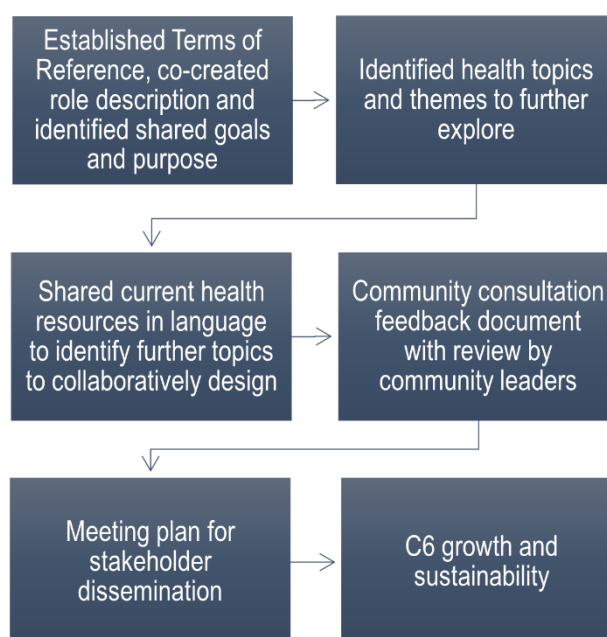 Established Terms of
Reference, co-created
role description and
identified shared goals
and purpose
Identified health topics
and themes to further
explore
Shared current health
resources in language
to identify further topics
to collaboratively design
Community consultation
feedback document
with review by
community leaders
Meeting plan for
stakeholder
dissemination
C6 growth and
sustainability